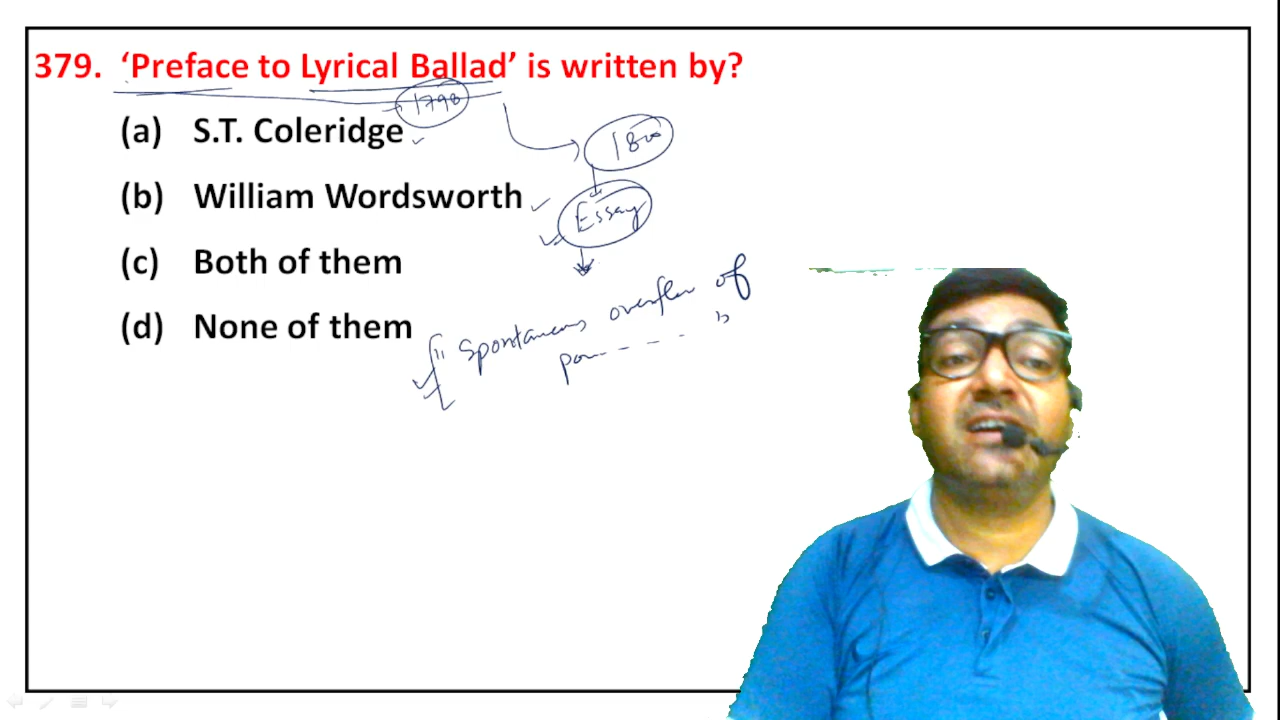 379. ‘Preface to Lyrical Ballad’ is written by?
1798
(a) S.T. Coleridge
1800
(b) William Wordsworth
Essay
(c) Both of them
(d) None of them
" Spontaneous overflow of
pow - - - "